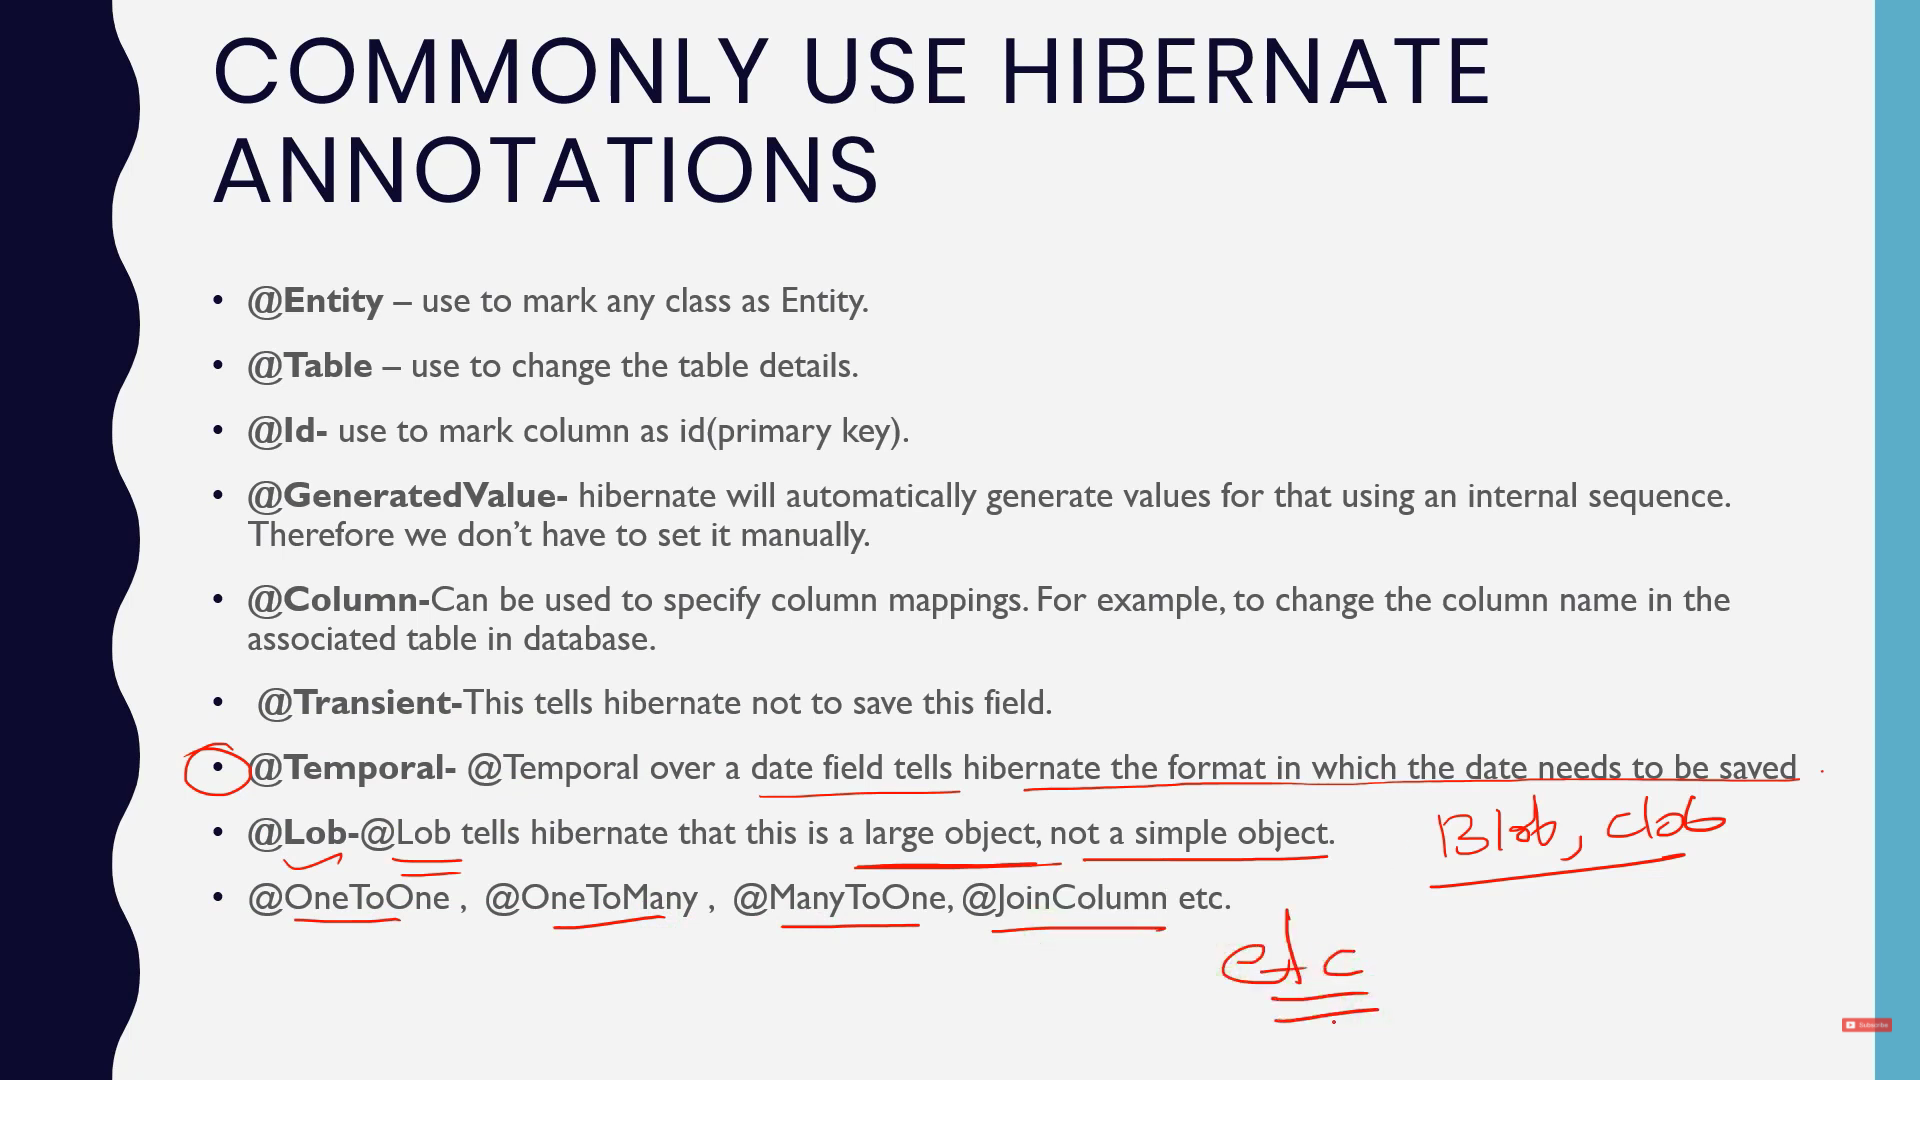 COMMONLY USE HIBERNATE
ANNOTATIONS
• @Entity – use to mark any class as Entity.
• @Table – use to change the table details.
• @Id- use to mark column as id(primary key).
• @GeneratedValue- hibernate will automatically generate values for that using an internal sequence.
Therefore we don’t have to set it manually.
• @Column-Can be used to specify column mappings. For example, to change the column name in the
associated table in database.
• @Transient-This tells hibernate not to save this field.
• @Temporal- @Temporal over a date field tells hibernate the format in which the date needs to be saved
• @Lob-@Lob tells hibernate that this is a large object, not a simple object.
Blob, clob
• @OneToOne , @OneToMany , @ManyToOne, @JoinColumn etc.
etc
Subscribe